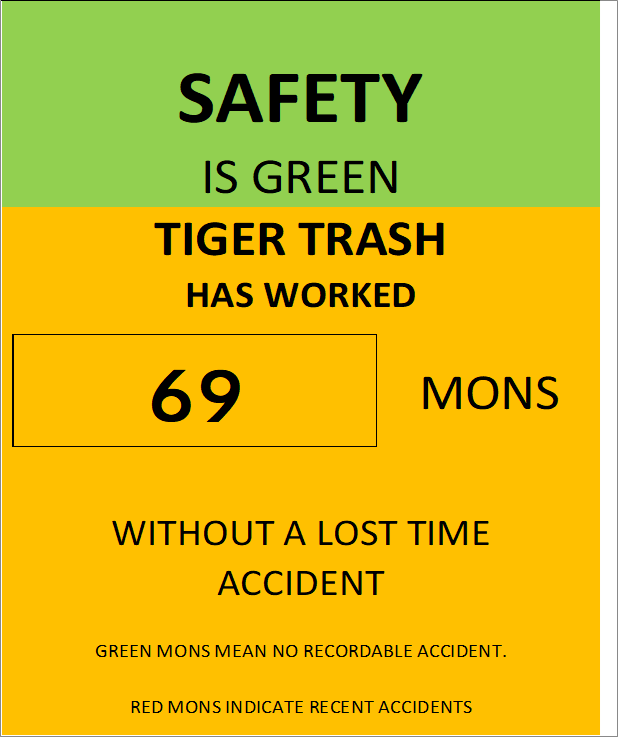 SAFETY
IS GREEN
TIGER TRASH
HAS WORKED
69 MONS
WITHOUT A LOST TIME
ACCIDENT
GREEN MONS MEAN NO RECORDABLE ACCIDENT.
RED MONS INDICATE RECENT ACCIDENTS